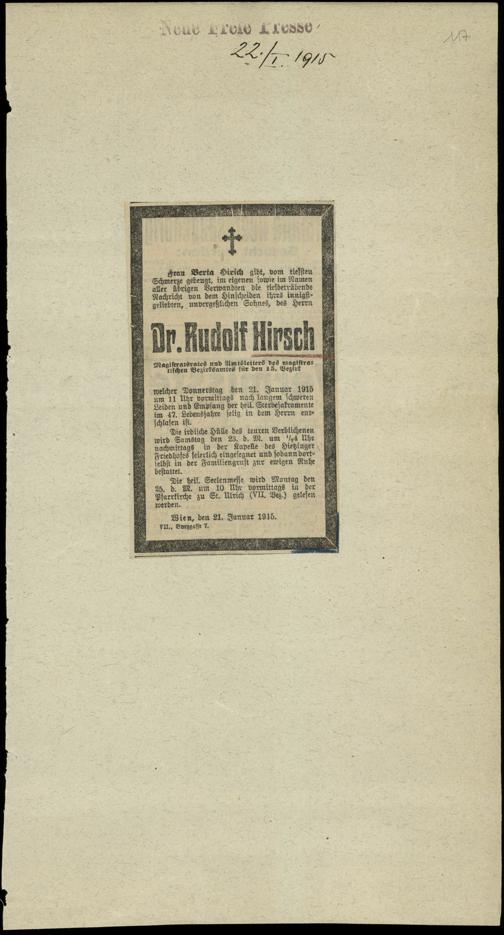 Neue Freie Presse
22./I. 1915
117
Frau Berta Hirsch gibt, vom tiefsten
Schmerze gebeugt, im eigenen sowie im Namen
aller übrigen Verwandten die tiefbetrübende
Nachricht von dem Hinscheiden ihres innigst-
geliebten, unvergeßlichen Sohnes, des Herrn
Dr. Rudolf Hirsch
Magistratsrates und Amtsleiters des magistra-
tischen Bezirksamtes für den 15. Bezirk
welcher Donnerstag den 21. Januar 1915
um 11 Uhr vormittags nach langem schweren
Leiden und Empfang der heil. Sterbesakramente
im 47. Lebensjahre selig in dem Herrn ent-
schlafen ist.
Die irdische Hülle des teuren Verblichenen
wird Samstag den 23. d. M. um Uhr
nachmittags in der Kapelle des Hietzinger
Friedhofes feierlich eingesegnet und sodann dort-
selbst in der Familiengruft zur ewigen Ruhe
bestattet.
Die heil. Seelenmesse wird Montag den
25. d. M. um 10 Uhr vormittags in der
Pfarrkirche zu St. Ulrich (VII. Bez.) gelesen
werden.
Wien, den 21. Januar 1915.
VII., Burggasse 7.